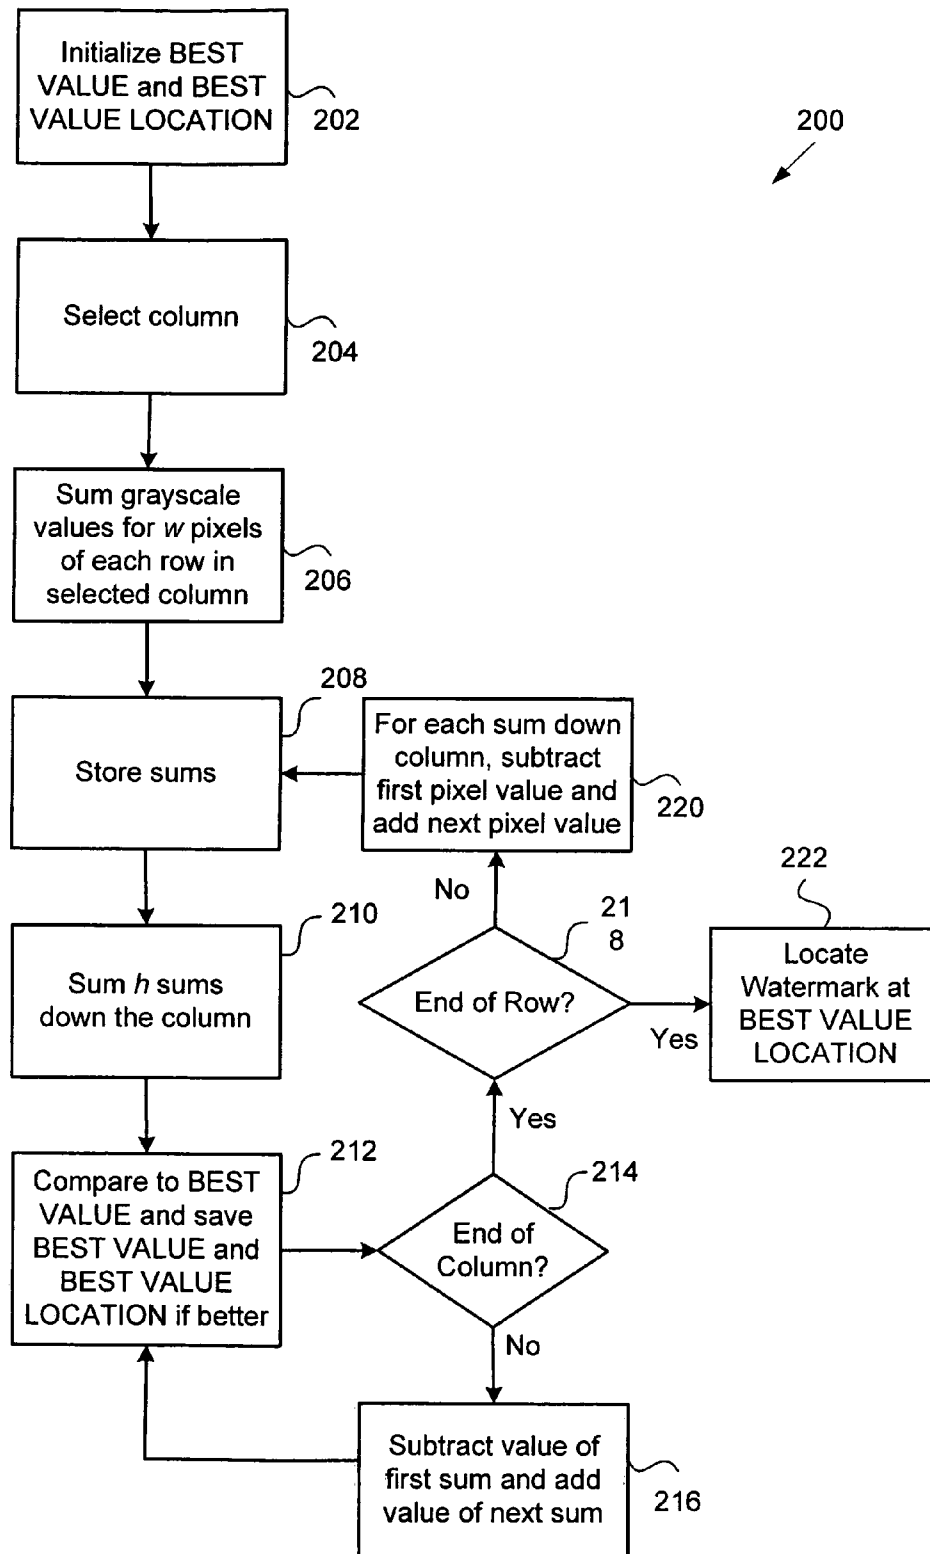 Initialize BEST
VALUE and BEST
VALUE LOCATION
202
200
Select column
204
Sum grayscale
values for w pixels
of each row in
selected column
206
208
Store sums
For each sum down
column, subtract
first pixel value and
add next pixel value
220
No
222
210
21
8
Sum h sums
down the column
End of Row?
Yes
Locate
Watermark at
BEST VALUE
LOCATION
Yes
212
Compare to BEST
VALUE and save
BEST VALUE and
BEST VALUE
LOCATION if better
214
End of
Column?
No
Subtract value of
first sum and add
value of next sum
216